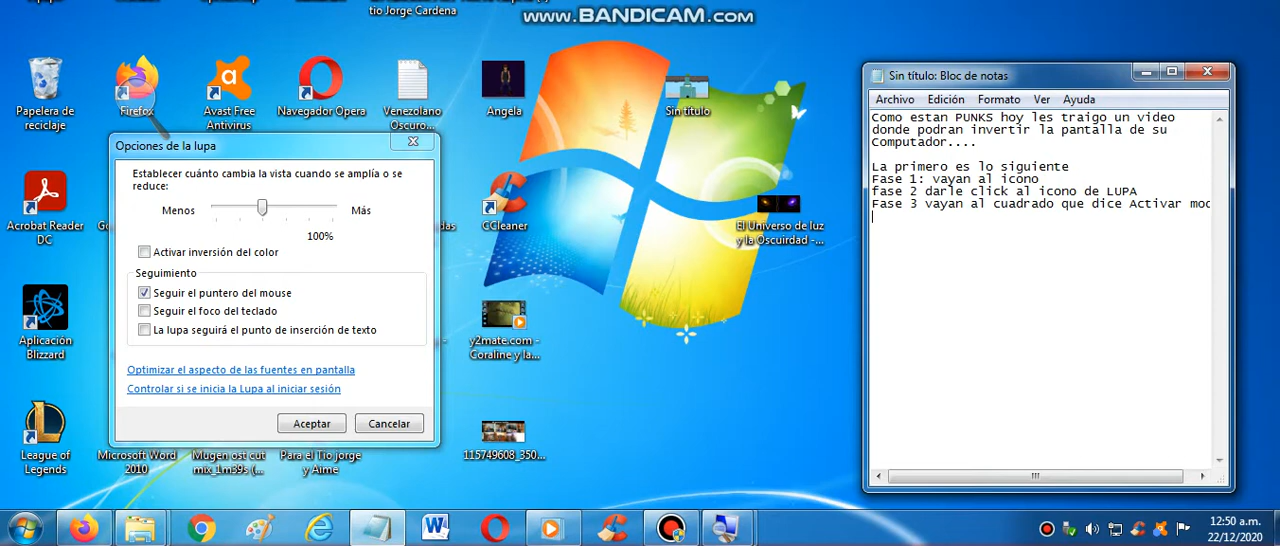 tio Jorge Cardena
www.BANDICAM.com
Papelera de
reciclaje
Firefox
Avast Free
Antivirus
Navegador Opera
Venezolano
Oscuro...
Angela
Sin título
Acrobat Reader
DC
CCleaner
El Universo de luz
y la Oscuirdad -...
Aplicación
Blizzard
y2mate.com -
Coraline y la...
League of
Legends
Microsoft Word
2010
Mugen ost cut
mix_1m39s (...
Para el Tio jorge
y Aime
115749608_350...
Opciones de la lupa
Establecer cuánto cambia la vista cuando se amplía o se
reduce:
Menos
Más
100%
Activar inversión del color
Seguimiento
Seguir el puntero del mouse
Seguir el foco del teclado
La lupa seguirá el punto de inserción de texto
Optimizar el aspecto de las fuentes en pantalla
Controlar si se inicia la Lupa al iniciar sesión
Aceptar
Cancelar
Sin título: Bloc de notas
Archivo Edición Formato Ver Ayuda
Como estan PUNKS hoy les traigo un video
donde podran invertir la pantalla de su
Computador....
La primero es lo siguiente
Fase 1: vayan al icono
fase 2 darle click al icono de LUPA
Fase 3 vayan al cuadrado que dice Activar mod
12:50 a.m.
22/12/2020